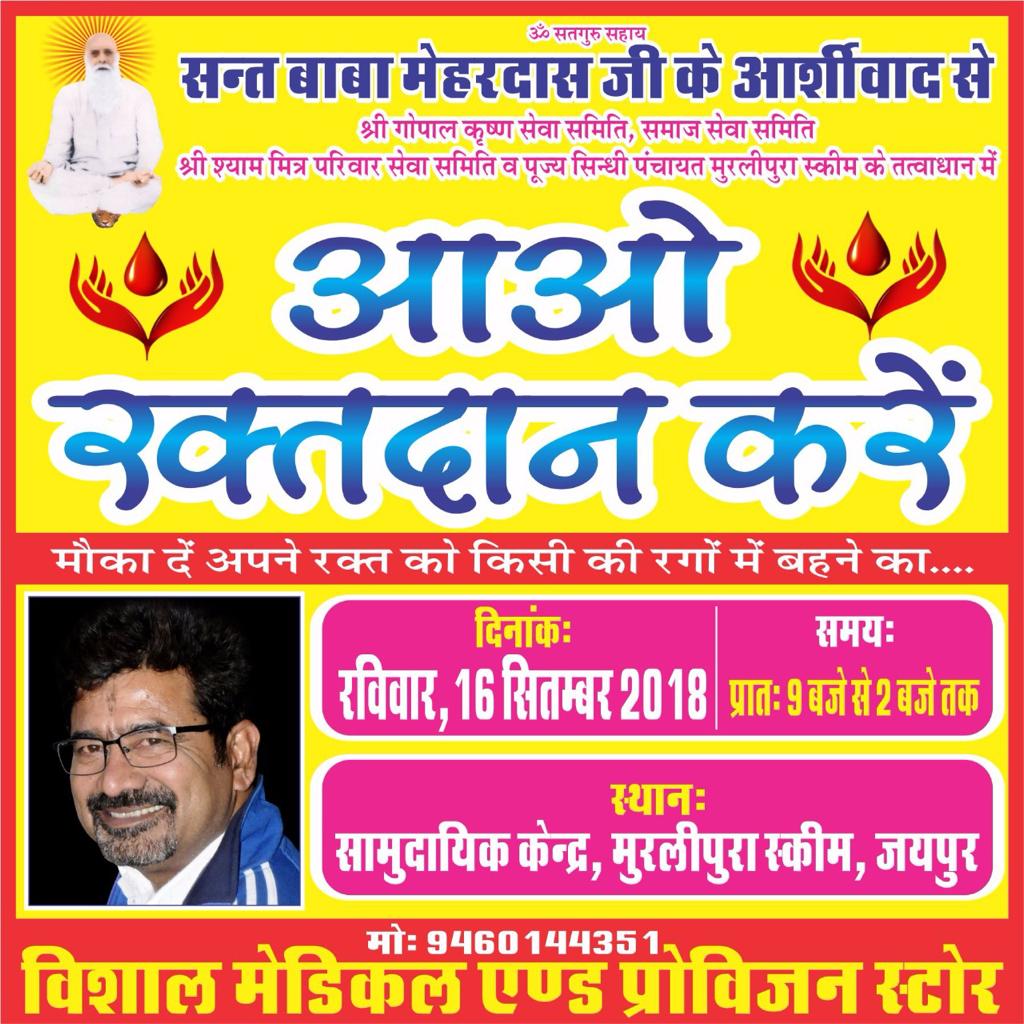 ॐ सतगुरु सहाय
सन्त बाबा मेहरदास जी के आर्शीवाद से
श्री गोपाल कृष्ण सेवा समिति, समाज सेवा समिति
श्री श्याम मित्र परिवार सेवा समिति व पूज्य सिन्धी पंचायत मुरलीपुरा स्कीम के तत्वाधान में
आओ
रक्तदान करें
मौका दें अपने रक्त को किसी की रगों में बहने का....
दिनांकः
रविवार, 16 सितम्बर 2018
समयः
प्रातः 9 बजे से 2 बजे तक
स्थानः
सामुदायिक केन्द्र, मुरलीपुरा स्कीम, जयपुर
मोः 9460144351
विशाल मेडिकल एण्ड प्रोविजन स्टोर